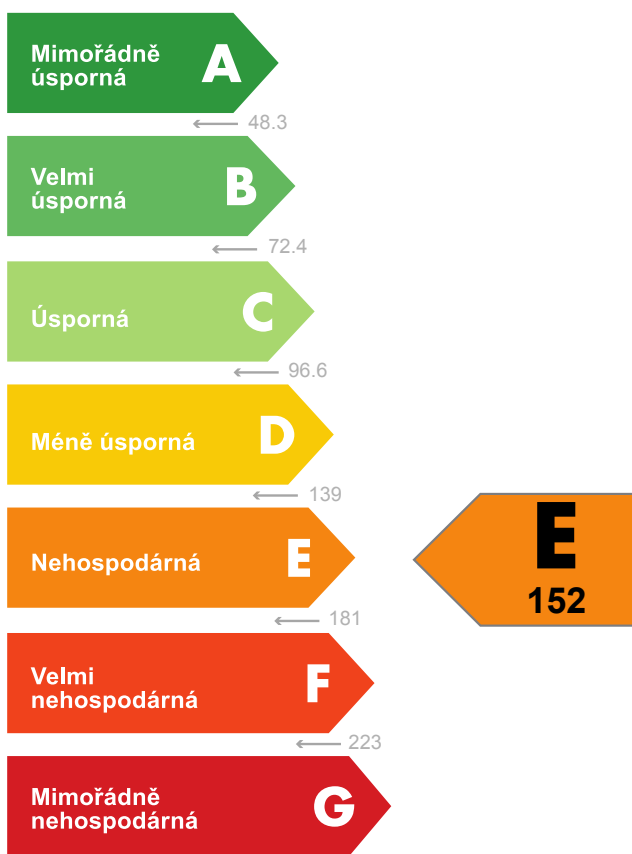 Mimořádně
úsporná
A
48.3
Velmi
úsporná
B
72.4
Úsporná
C
96.6
Méně úsporná
D
139
Nehospodárná
E
181
E
152
Velmi
nehospodárná
F
223
Mimořádně
nehospodárná
G